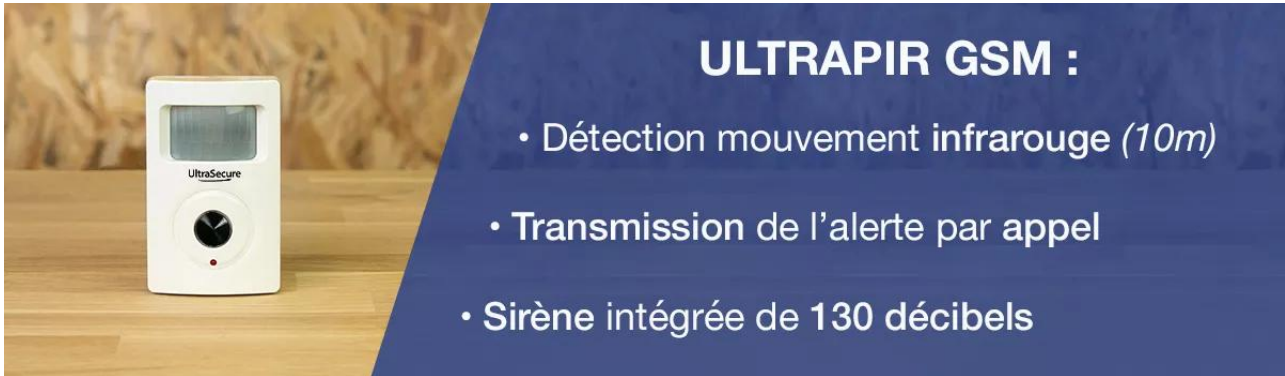 ULTRAPIR GSM :
• Détection mouvement infrarouge (10m)
• Transmission de l’alerte par appel
• Sirène intégrée de 130 décibels
UltraSecure